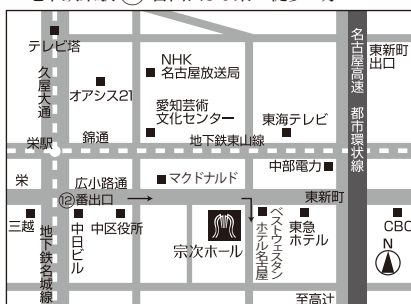 テレビ塔
久屋大通
NHK
名古屋放送局
オアシス21
愛知芸術
文化センター
名古屋高速 都市環状線
東新町
出口
錦通
地下鉄東山線
東海テレビ
栄駅
中部電力
栄
広小路通
マクドナルド
東新町
⑫番出口
三越
地下鉄名城線
中日ビル
中区役所
宗次ホール
ベストウェスタン
ホテル名古屋
東急
ホテル
CBC
N
至高辻